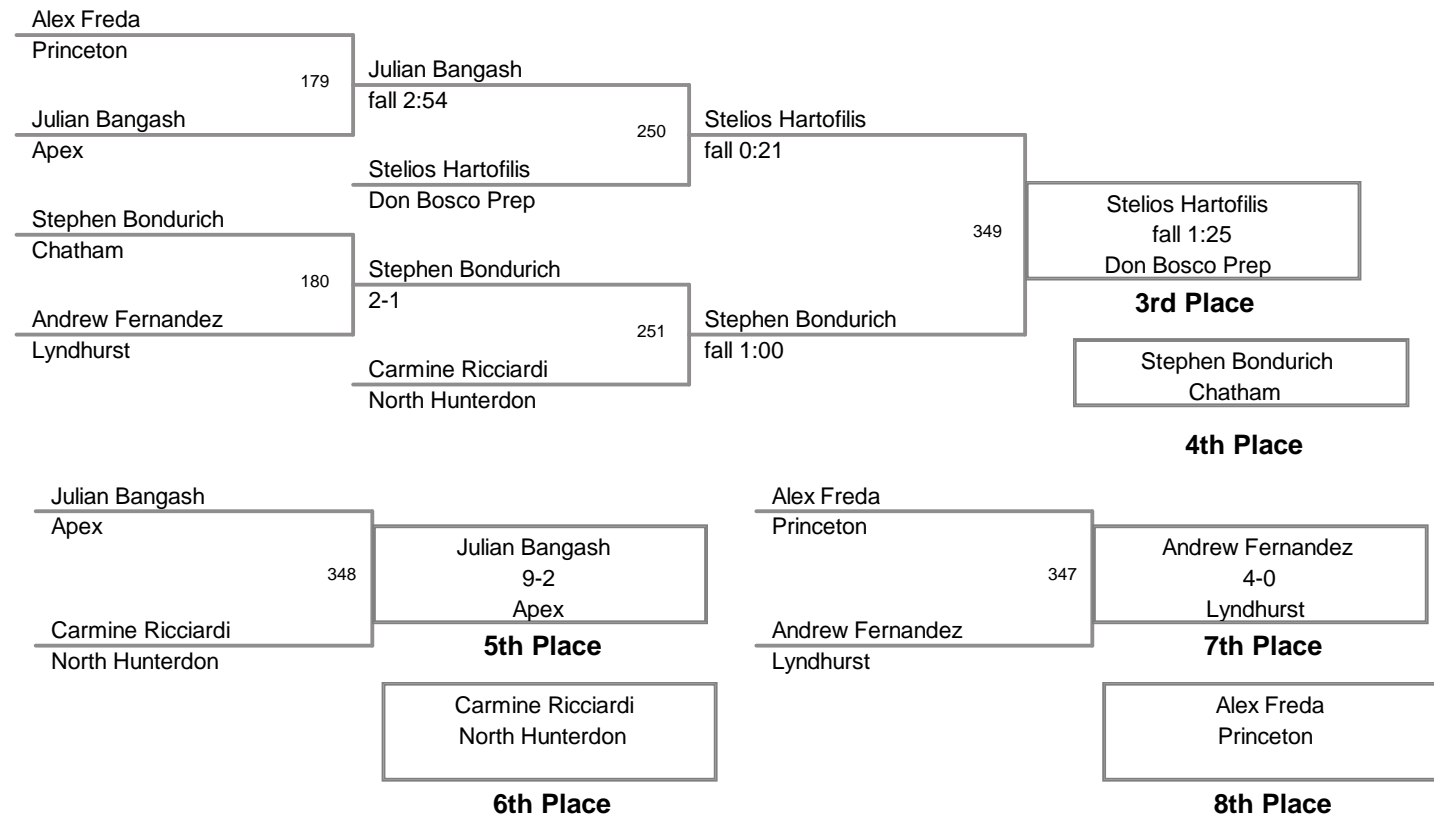 Alex Freda
Princeton
179
Julian Bangash
fall 2:54
Julian Bangash
Apex
250
Stelios Hartofilis
fall 0:21
Stelios Hartofilis
Don Bosco Prep
Stephen Bondurich
Chatham
349
Stelios Hartofilis
fall 1:25
Don Bosco Prep
3rd Place
180
Stephen Bondurich
2-1
Andrew Fernandez
Lyndhurst
251
Stephen Bondurich
fall 1:00
Carmine Ricciardi
North Hunterdon
Stephen Bondurich
Chatham
4th Place
Julian Bangash
Apex
348
Julian Bangash
9-2
Apex
5th Place
Carmine Ricciardi
North Hunterdon
Carmine Ricciardi
North Hunterdon
6th Place
Alex Freda
Princeton
347
Andrew Fernandez
4-0
Lyndhurst
7th Place
Andrew Fernandez
Lyndhurst
Alex Freda
Princeton
8th Place